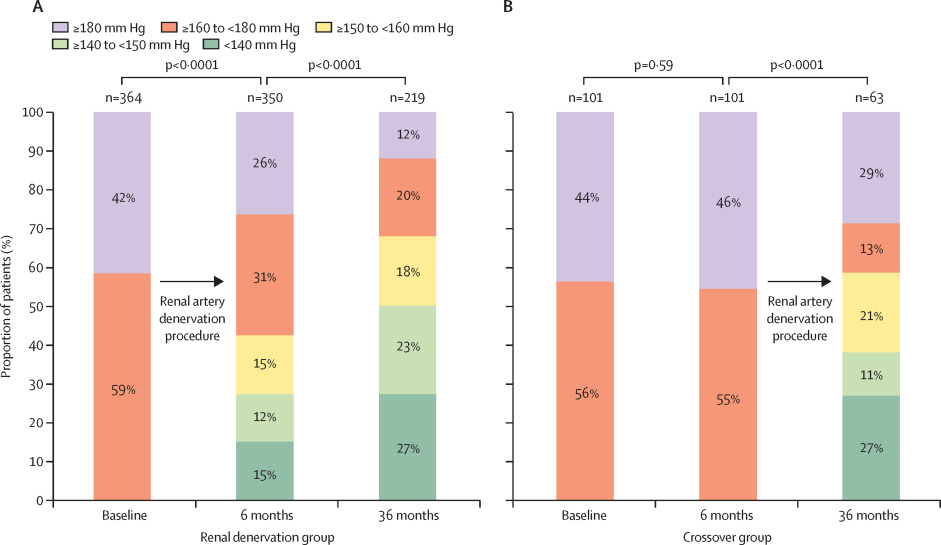 A
B
≥180 mm Hg
≥160 to <180 mm Hg
≥150 to <160 mm Hg
≥140 to <150 mm Hg
<140 mm Hg
p<0·0001
p<0·0001
p=0·59
p<0·0001
n=364
n=350
n=219
n=101
n=101
n=63
Proportion of patients (%)
100
90
80
70
60
50
40
30
20
10
0
42%
59%
Renal artery
denervation
procedure
26%
31%
15%
12%
15%
12%
20%
18%
23%
27%
44%
56%
46%
55%
Renal artery
denervation
procedure
29%
13%
21%
11%
27%
Baseline
6 months
36 months
Renal denervation group
Baseline
6 months
36 months
Crossover group